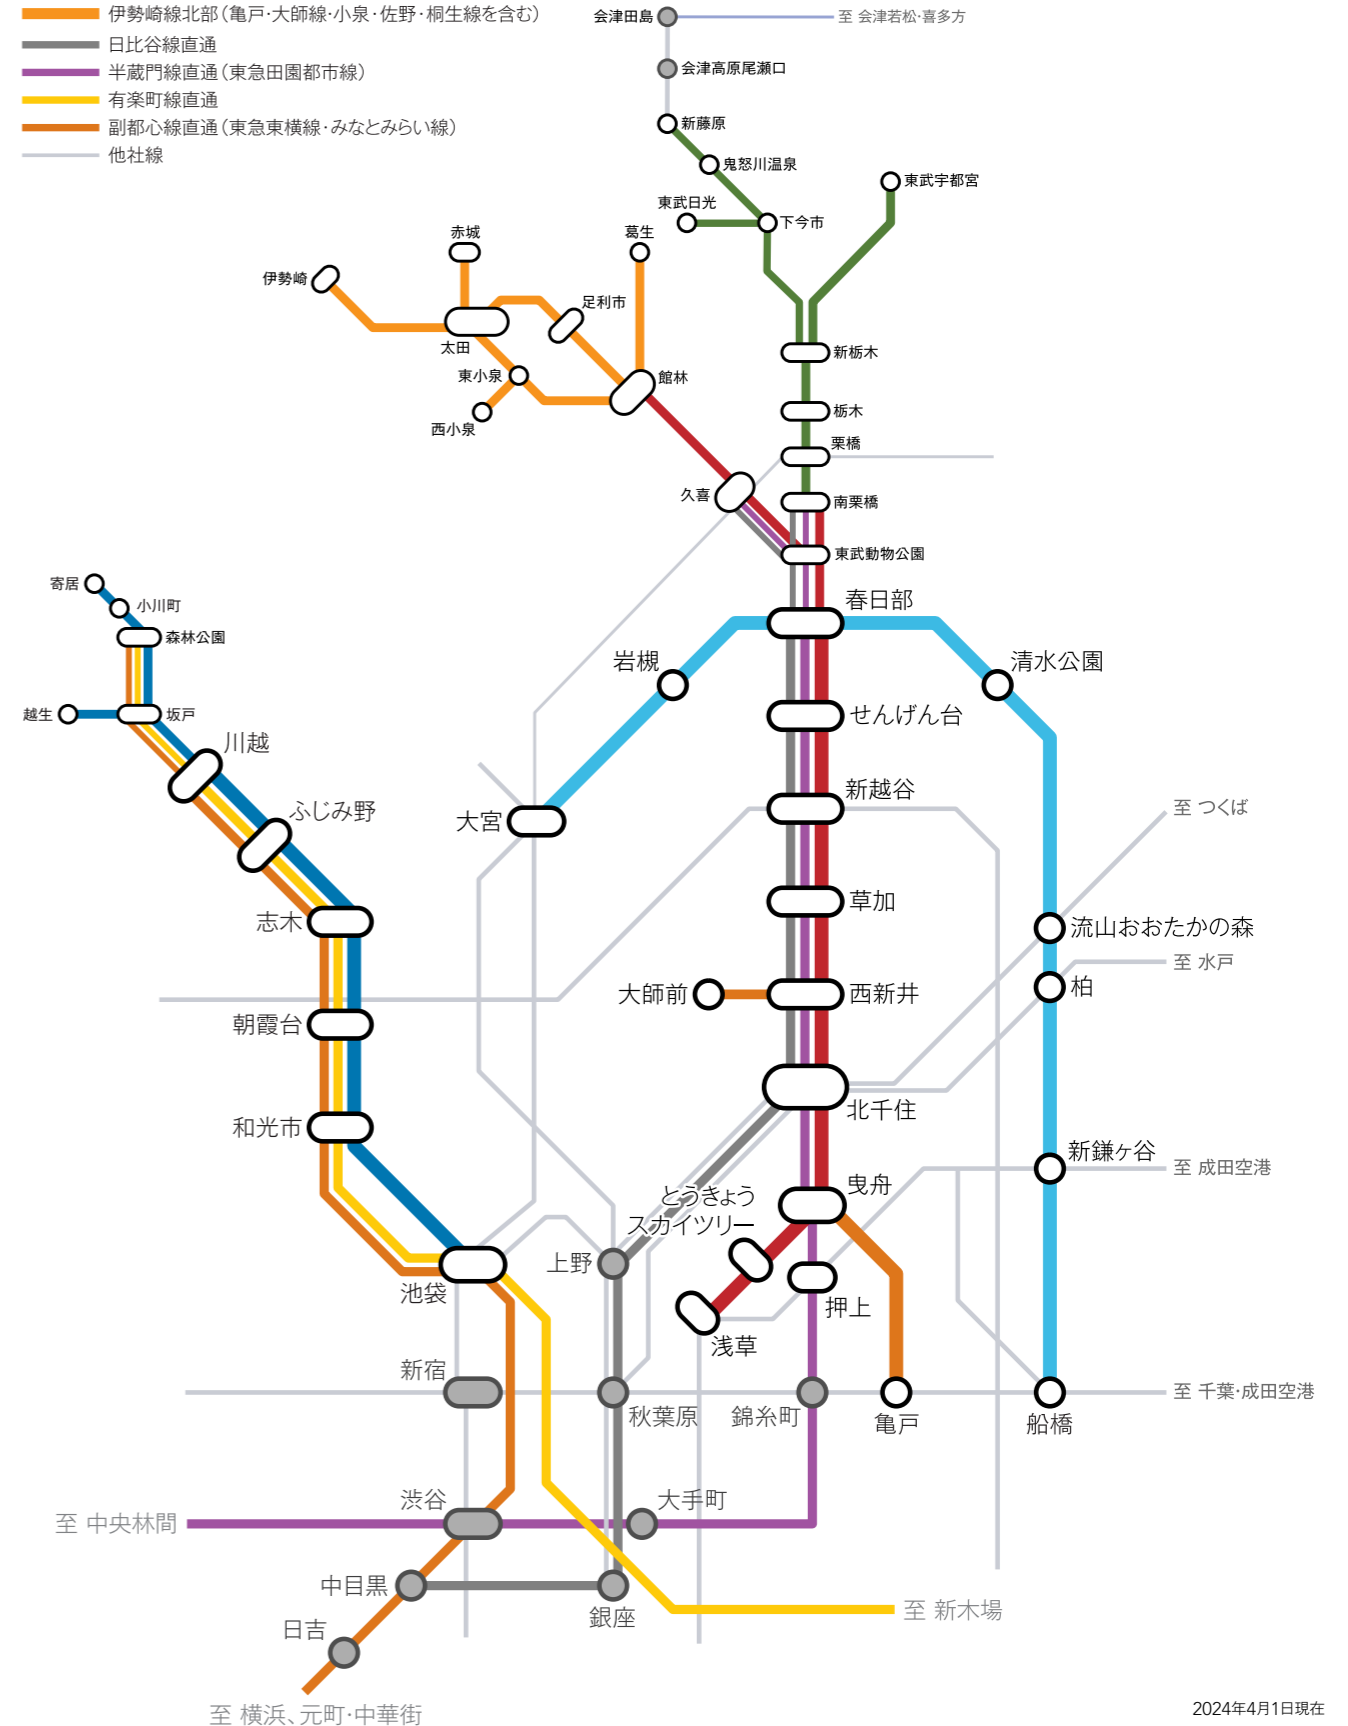 伊勢崎線北部（亀戸・大師線・小泉・佐野・桐生線を含む）
日比谷線直通
半蔵門線直通（東急田園都市線）
有楽町線直通
副都心線直通（東急東横線・みなとみらい線）
他社線
会津田島
至 会津若松・喜多方
会津高原尾瀬口
新藤原
鬼怒川温泉
東武日光
下今市
東武宇都宮
赤城
葛生
伊勢崎
足利市
太田
東小泉
西小泉
館林
新栃木
栃木
栗橋
久喜
南栗橋
東武動物公園
寄居
小川町
森林公園
越生
坂戸
川越
ふじみ野
志木
朝霞台
和光市
池袋
春日部
岩槻
清水公園
せんげん台
大宮
新越谷
草加
大師前
西新井
北千住
至 つくば
流山おおたかの森
至 水戸
柏
新鎌ヶ谷
至 成田空港
曳舟
とうきょう
スカイツリー
上野
押上
浅草
新宿
秋葉原
錦糸町
亀戸
船橋
至 千葉・成田空港
渋谷
大手町
至 中央林間
中目黒
銀座
至 新木場
日吉
至 横浜、元町・中華街
2024年4月1日現在